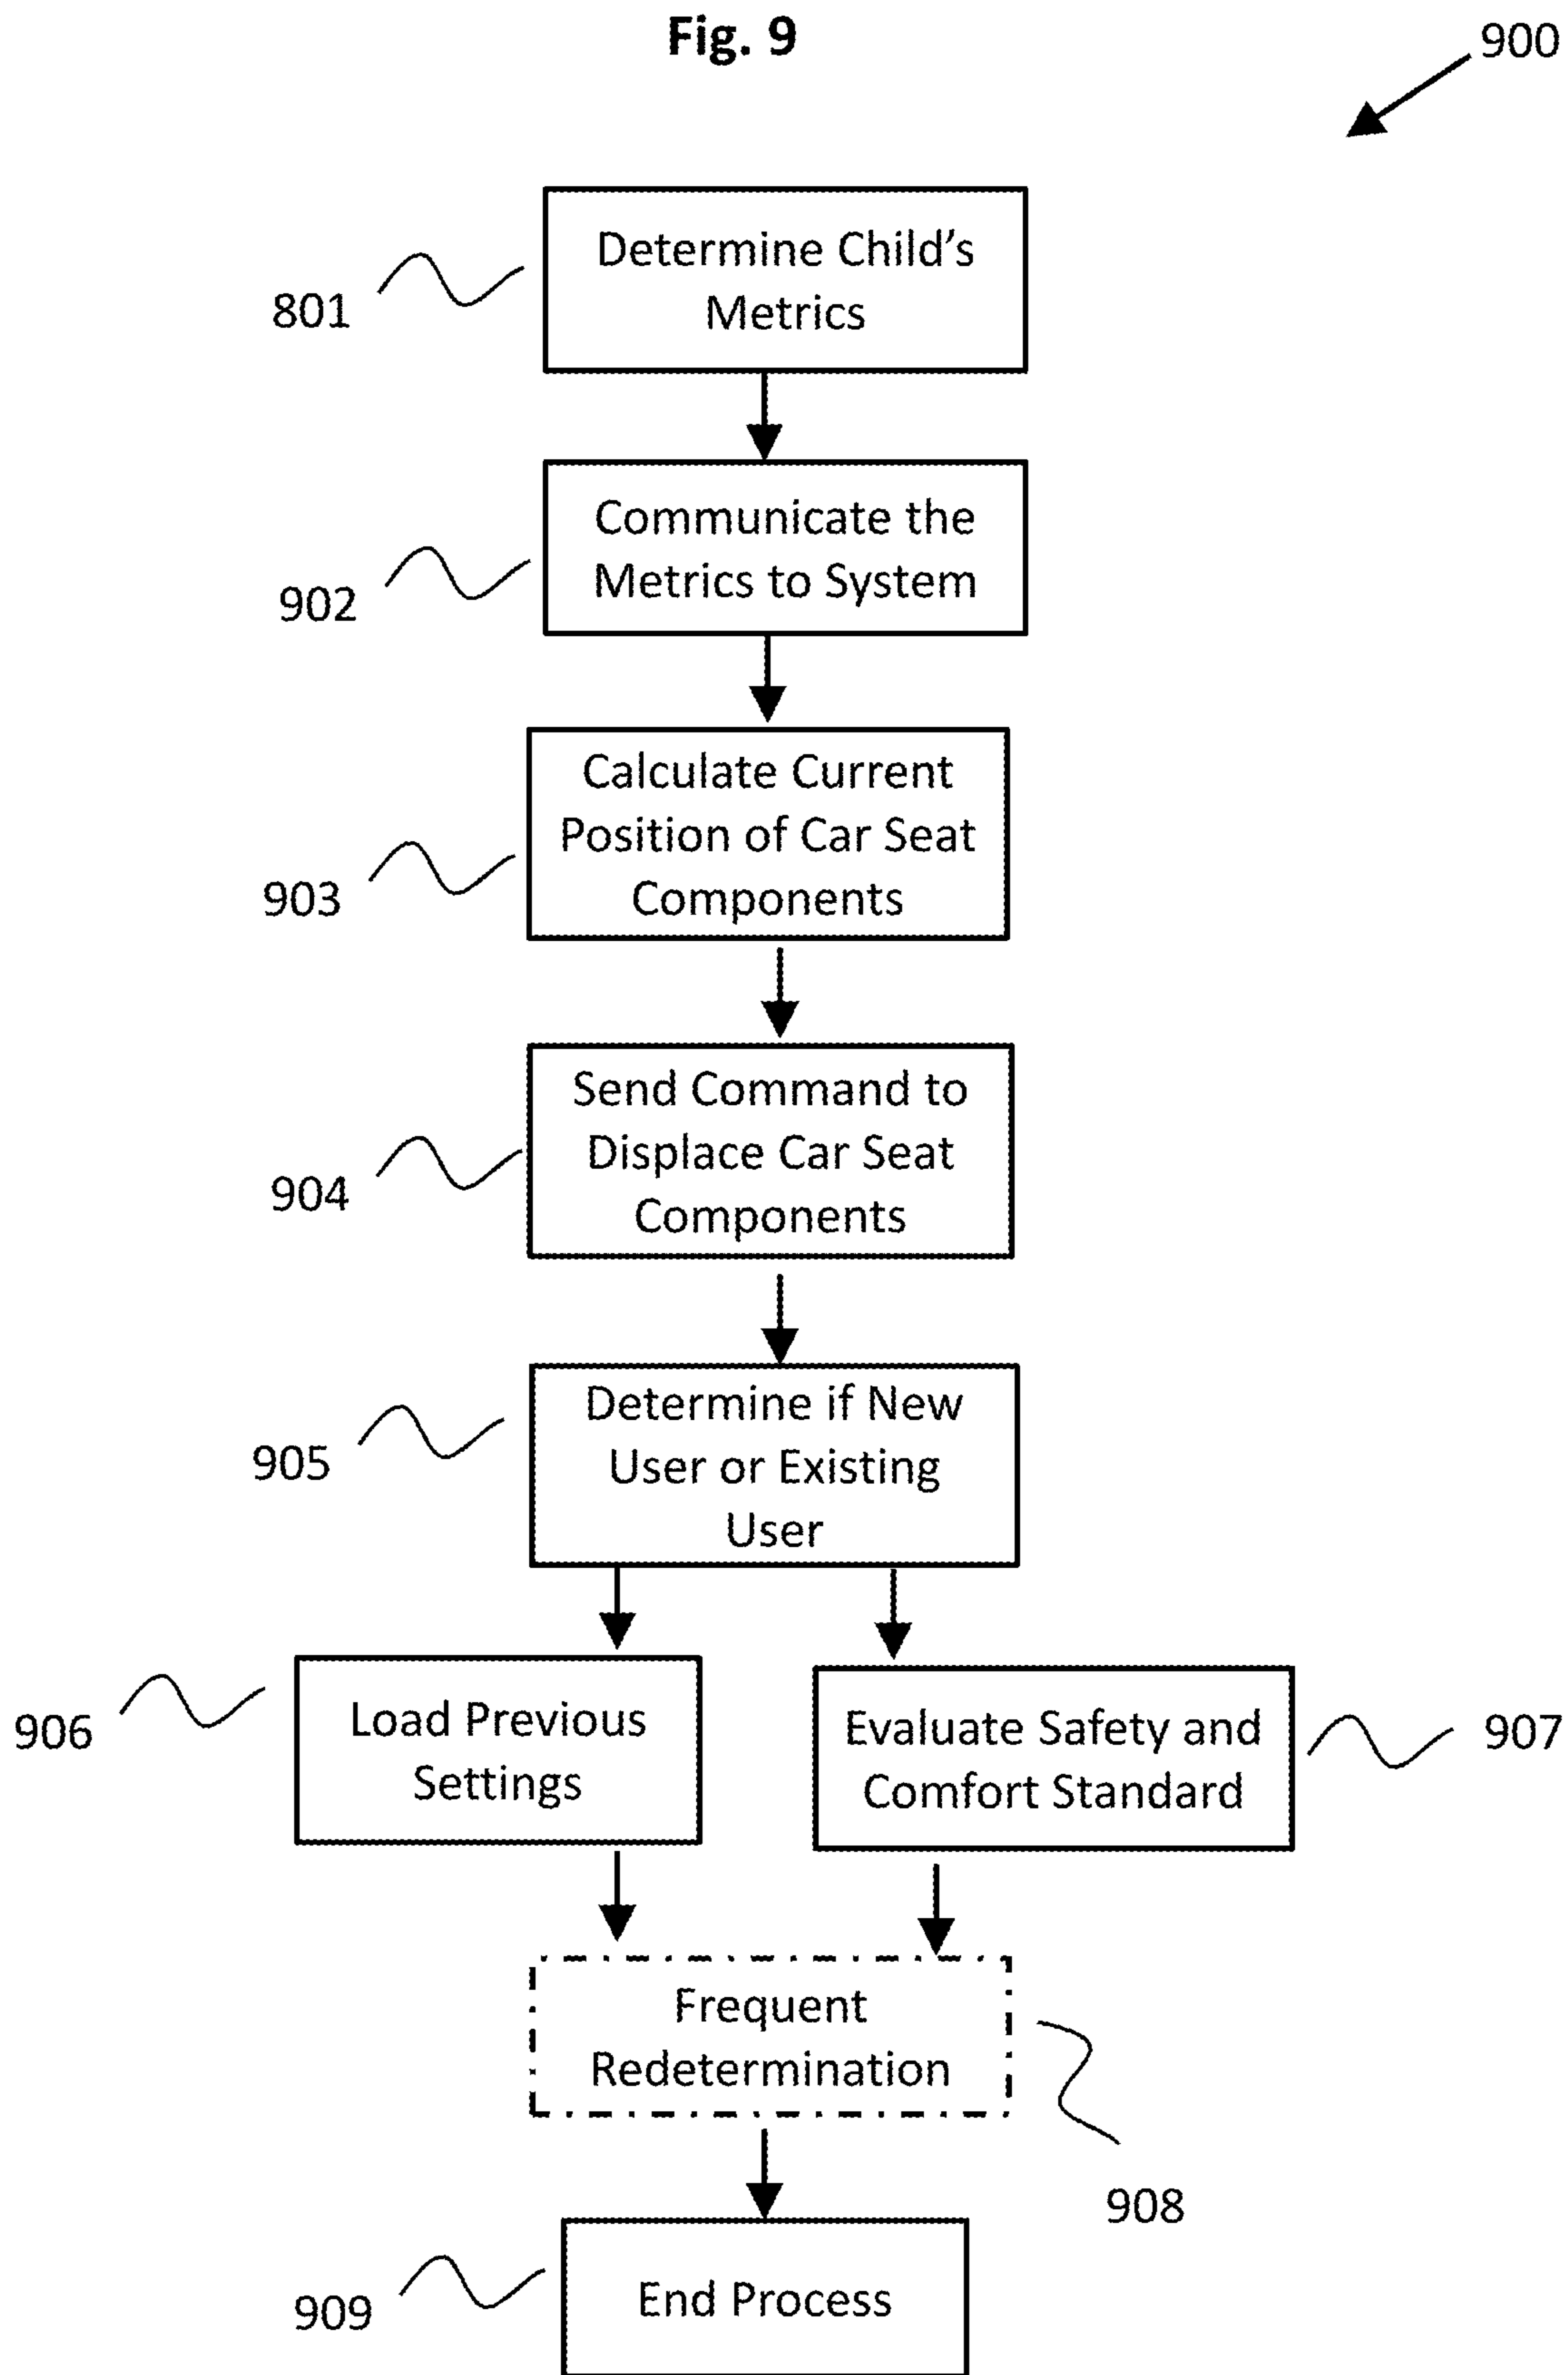 Fig. 9
900
Determine Child's
Metrics
801
Communicate the
Metrics to System
902
Calculate Current
Position of Car Seat
Components
903
Send Command to
Displace Car Seat
Components
904
Determine if New
User or Existing
User
905
Load Previous
Settings
906
Evaluate Safety and
Comfort Standard
907
Frequent
Redetermination
908
End Process
909